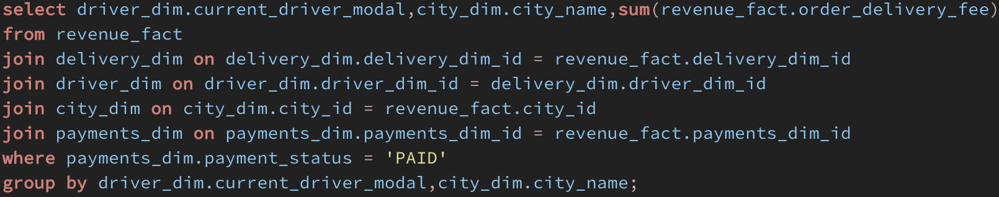 select driver_dim.current_driver_modal,city_dim.city_name,sum(revenue_fact.order_delivery_fee)
from revenue_fact
join delivery_dim on delivery_dim.delivery_dim_id = revenue_fact.delivery_dim_id
join driver_dim on driver_dim.driver_dim_id = delivery_dim.driver_dim_id
join city_dim on city_dim.city_id = revenue_fact.city_id
join payments_dim on payments_dim.payments_dim_id = revenue_fact.payments_dim_id
where payments_dim.payment_status = 'PAID'
group by driver_dim.current_driver_modal,city_dim.city_name;